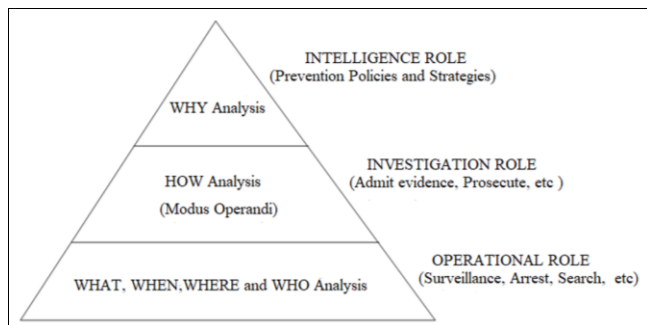 INTELLIGENCE ROLE
(Prevention Policies and Strategies)
WHY Analysis
INVESTIGATION ROLE
(Admit evidence, Prosecute, etc )
HOW Analysis
(Modus Operandi)
OPERATIONAL ROLE
(Surveillance, Arrest, Search,  etc)
WHAT, WHEN,WHERE and WHO Analysis